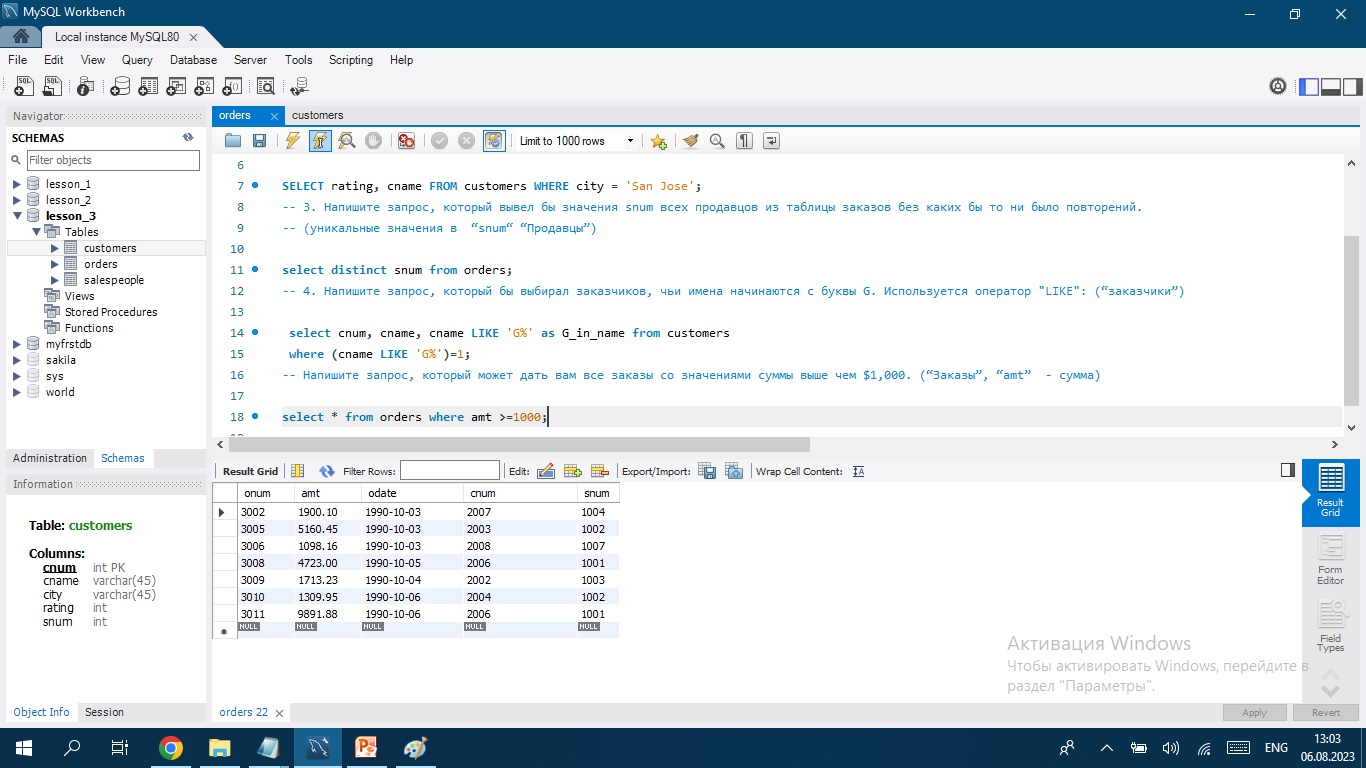 MySQL Workbench
Local instance MySQL80
File Edit View Query Database Server Tools Scripting Help
Navigator
SCHEMAS
Filter objects
lesson_1
lesson_2
lesson_3
Tables
customers
orders
salespeople
Views
Stored Procedures
Functions
myfrstdb
sakila
sys
world
Administration Schemas
Information
Table: customers
Columns:
cnum int PK
cname varchar(45)
city varchar(45)
rating int
snum int
Object Info Session
orders customers
Limit to 1000 rows
6
7 SELECT rating, cname FROM customers WHERE city = 'San Jose';
8 -- 3. Напишите запрос, который вывел бы значения snum всех продавцов из таблицы заказов без каких бы то ни было повторений.
9 -- (уникальные значения в “snum“ “Продавцы”)
10
11 select distinct snum from orders;
12 -- 4. Напишите запрос, который бы выбирал заказчиков, чьи имена начинаются с буквы G. Используется оператор "LIKE": (“заказчики”)
13
14 select cnum, cname, cname LIKE 'G%' as G_in_name from customers
15 where (cname LIKE 'G%')=1;
16 -- Напишите запрос, который может дать вам все заказы со значениями суммы выше чем $1,000. (“Заказы”, “amt” - сумма)
17
18 select * from orders where amt >=1000;
Result Grid Filter Rows: Edit: Export/Import: Wrap Cell Content:
onum amt odate cnum snum
3002 1900.10 1990-10-03 2007 1004
3005 5160.45 1990-10-03 2003 1002
3006 1098.16 1990-10-03 2008 1007
3008 4723.00 1990-10-05 2006 1001
3009 1713.23 1990-10-04 2002 1003
3010 1309.95 1990-10-06 2004 1002
3011 9891.88 1990-10-06 2006 1001
NULL NULL NULL NULL NULL
Result Grid
Form Editor
Field Types
Активация Windows
Чтобы активировать Windows, перейдите в
раздел "Параметры".
orders 22
Apply Revert
ENG
13:03
06.08.2023